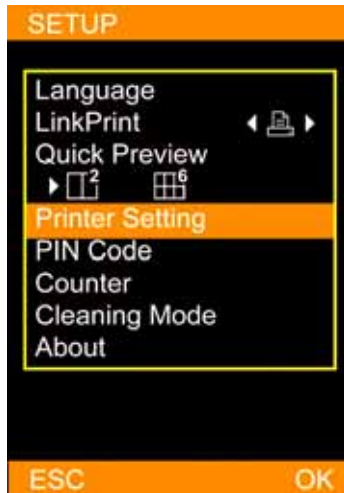 SETUP
Language
LinkPrint
Quick Preview
2 6
Printer Setting
PIN Code
Counter
Cleaning Mode
About
ESC OK